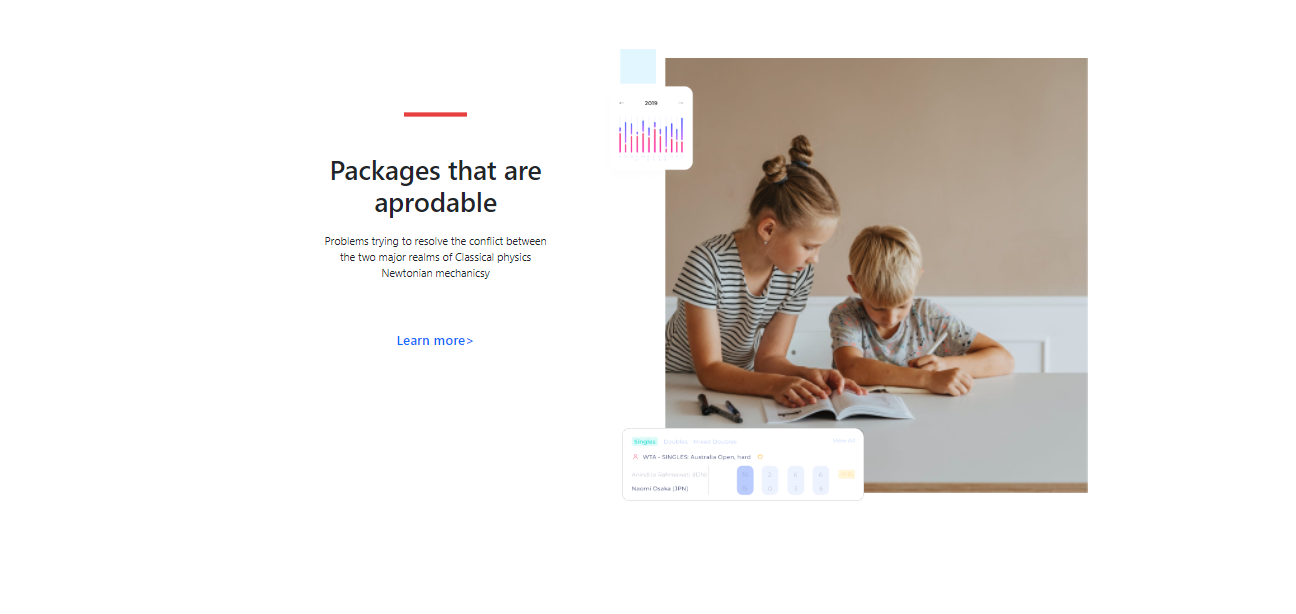 2019
Packages that are
aprodable
Problems trying to resolve the conflict between
the two major realms of Classical physics
Newtonian mechanicsy
Learn more>
Singles Doubles Mixed Doubles View All
WTA - SINGLES: Australia Open, hard
Naomi Osaka (JPN)